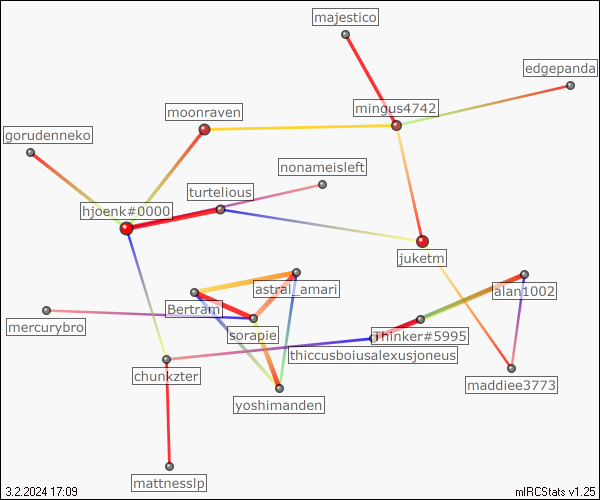 majestico
edgepanda
mingus4742
moonraven
gorudenneko
nonameisleft
turtelious
hjoenk#0000
juketm
astral_amari
alan1002
Bertram
mercurybro
sorapie
Thinker#5995
thiccusboiusalexusjoneus
chunkzter
maddiee3773
yoshimanden
mattnesslp
3.2.2024 17:09
mIRCStats v1.25